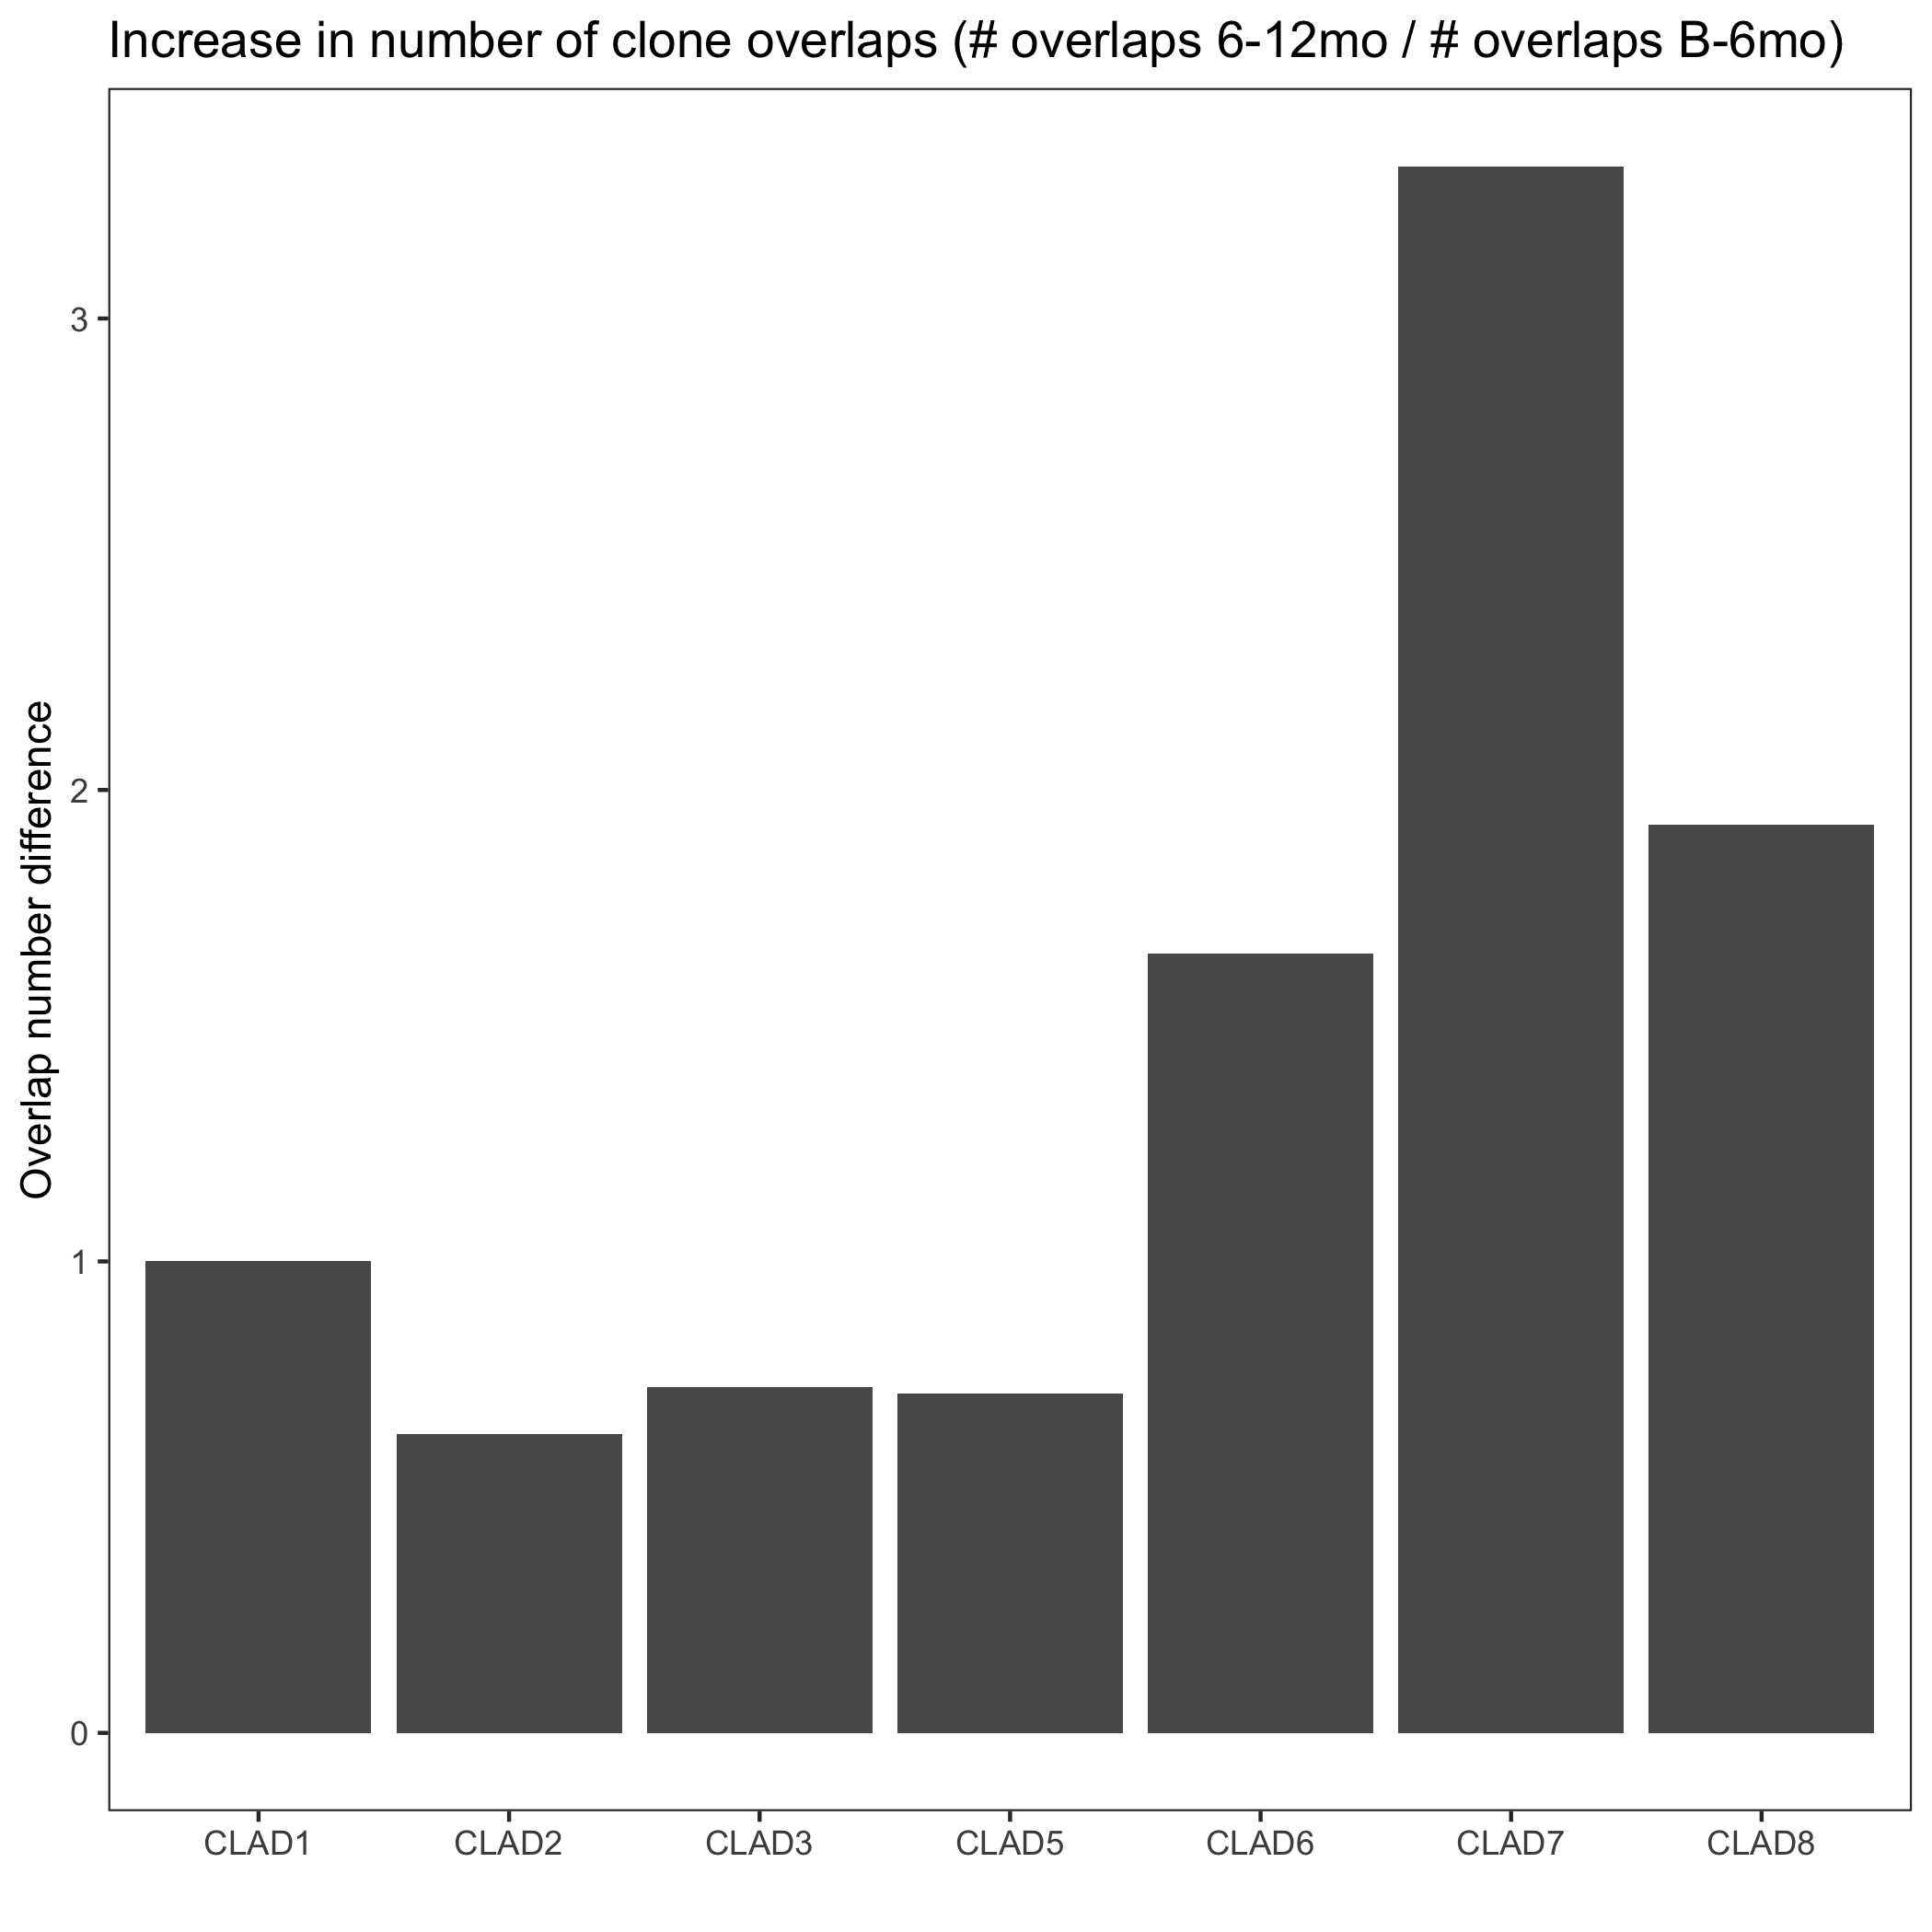 Increase in number of clone overlaps (# overlaps 6-12mo / # overlaps B-6mo)
Overlap number difference
3
2
1
0
CLAD1 CLAD2 CLAD3 CLAD5 CLAD6 CLAD7 CLAD8